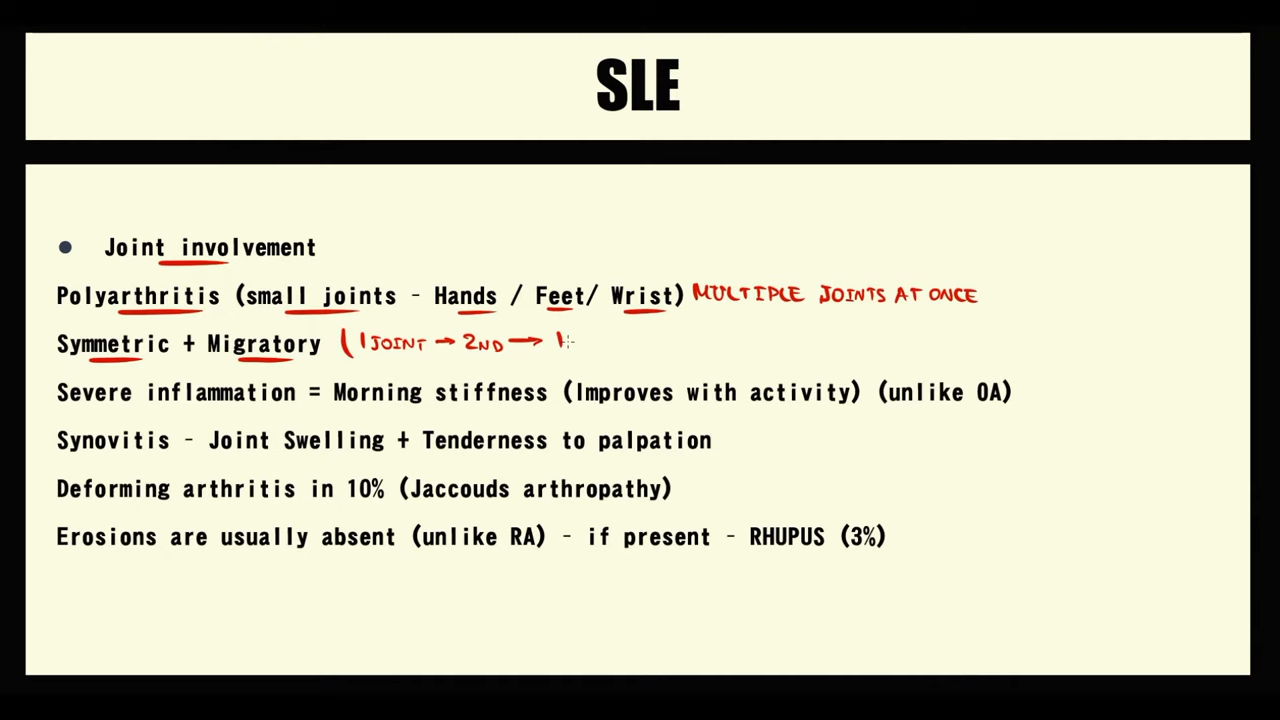 SLE
Joint involvement
Polyarthritis (small joints - Hands / Feet/ Wrist) MULTIPLE JOINTS AT ONCE
Symmetric + Migratory (1 JOINT → 2ND → 1
Severe inflammation = Morning stiffness (Improves with activity) (unlike OA)
Synovitis - Joint Swelling + Tenderness to palpation
Deforming arthritis in 10% (Jaccouds arthropathy)
Erosions are usually absent (unlike RA) - if present - RHUPUS (3%)